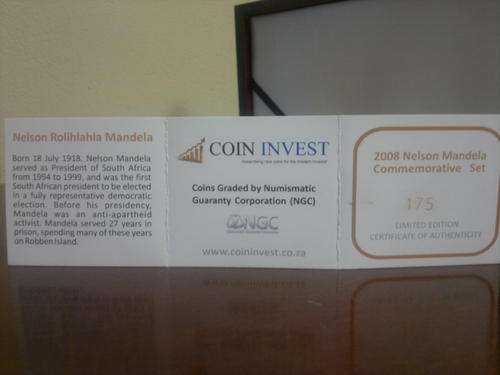 Nelson Rolihlahla Mandela
Born 18 July 1918. Nelson Mandela
served as President of South Africa
from 1994 to 1999, and was the first
South African president to be elected
in a fully representative democratic
election. Before his presidency,
Mandela was an anti-apartheid
activist. Mandela served 27 years in
prison, spending many of these years
on Robben Island.
COIN INVEST
Coins Graded by Numismatic
Guaranty Corporation (NGC)
NGC
www.coininvest.co.za
2008 Nelson Mandela
Commemorative Set
175
LIMITED EDITION
CERTIFICATE OF AUTHENTICITY